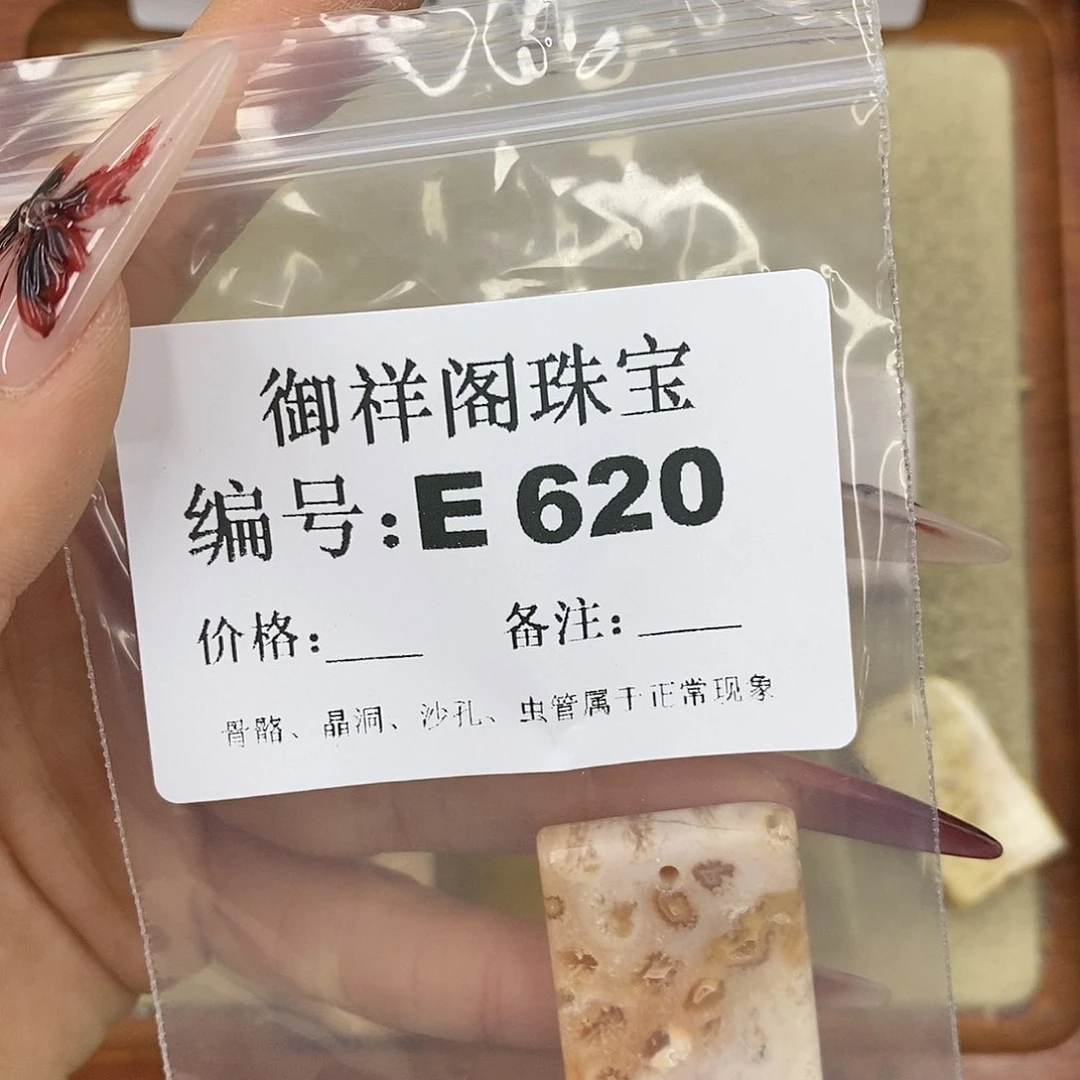 御祥阁珠宝
编号:E 620
价格:____ 备注:____
骨骼、晶洞、沙孔、虫管属于正常现象